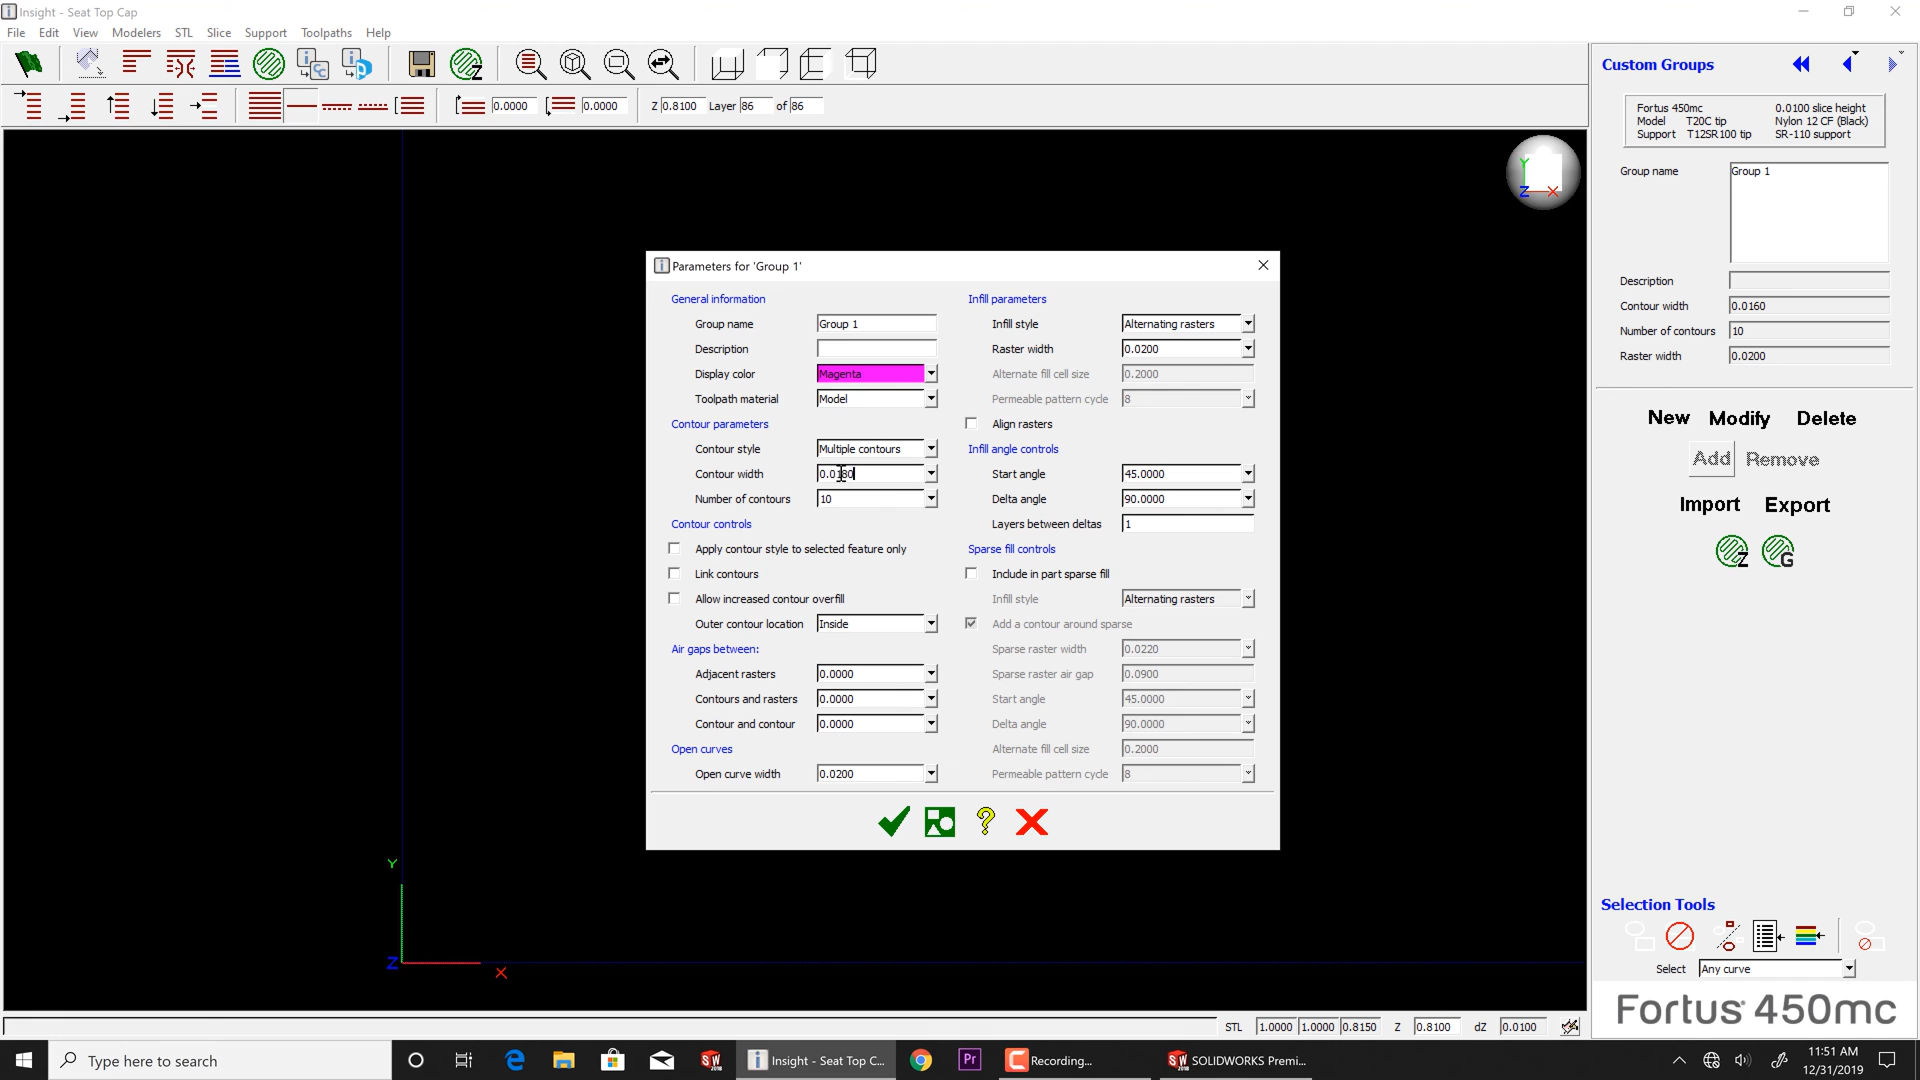 Insight - Seat Top Cap
File Edit View Modelers STL Slice Support Toolpaths Help
0.0000 0.0000 Z 0.8100 Layer 86 of 86
Custom Groups
Fortus 450mc 0.0100 slice height
Model T20C tip Nylon 12 CF (Black)
Support T12SR100 tip SR-110 support
Group name Group 1
Description
Contour width 0.0160
Number of contours 10
Raster width 0.0200
New Modify Delete
Add Remove
Import Export
Z G
Y
Z X
Parameters for 'Group 1'
General information
Group name Group 1
Description
Display color Magenta
Toolpath material Model
Contour parameters
Contour style Multiple contours
Contour width 0.0180
Number of contours 10
Contour controls
Apply contour style to selected feature only
Link contours
Allow increased contour overfill
Outer contour location Inside
Air gaps between:
Adjacent rasters 0.0000
Contours and rasters 0.0000
Contour and contour 0.0000
Open curves
Open curve width 0.0200
Infill parameters
Infill style Alternating rasters
Raster width 0.0200
Alternate fill cell size 0.2000
Permeable pattern cycle 8
Align rasters
Infill angle controls
Start angle 45.0000
Delta angle 90.0000
Layers between deltas 1
Sparse fill controls
Include in part sparse fill
Infill style Alternating rasters
Add a contour around sparse
Sparse raster width 0.0220
Sparse raster air gap 0.0900
Start angle 45.0000
Delta angle 90.0000
Alternate fill cell size 0.2000
Permeable pattern cycle 8
Y
Z X
Selection Tools
Select Any curve
Fortus 450mc
STL 1.0000 1.0000 0.8150 Z 0.8100 dZ 0.0100
Type here to search
Insight - Seat Top C...
Pr
Recording...
SOLIDWORKS Premi...
11:51 AM
12/31/2019